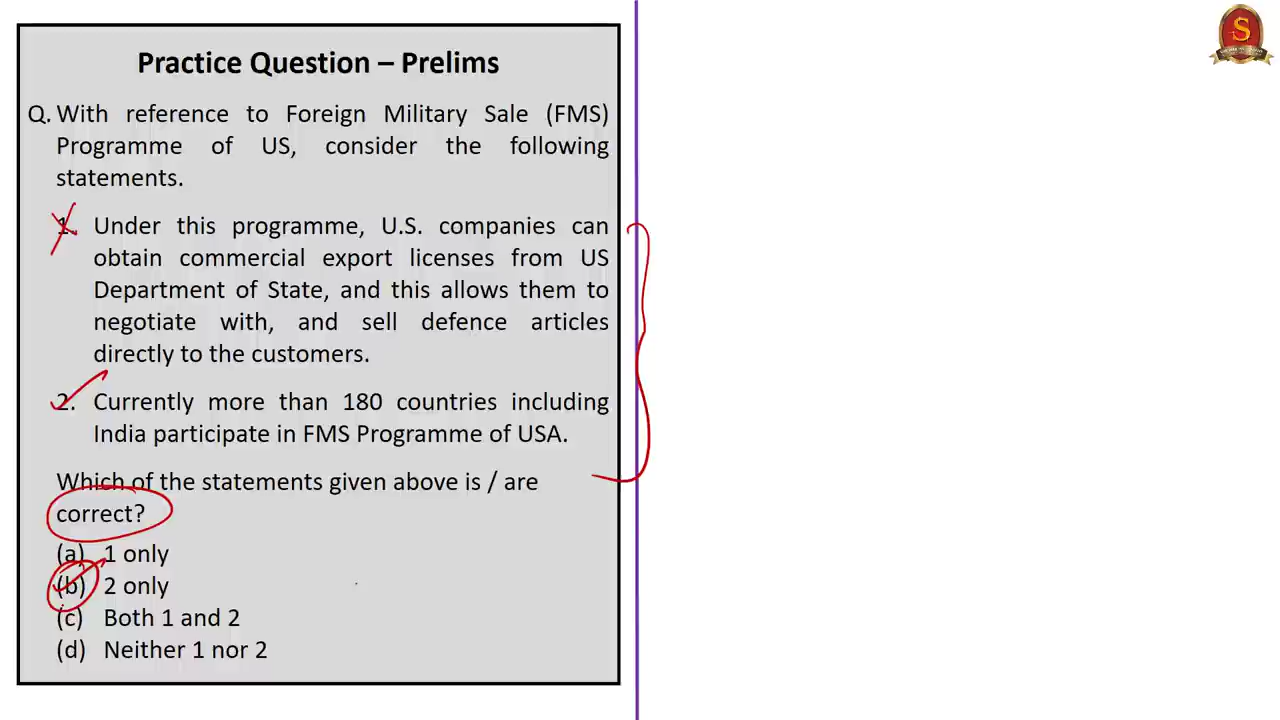 Practice Question – Prelims
Q. With reference to Foreign Military Sale (FMS)
Programme of US, consider the following
statements.
1. Under this programme, U.S. companies can
obtain commercial export licenses from US
Department of State, and this allows them to
negotiate with, and sell defence articles
directly to the customers.
2. Currently more than 180 countries including
India participate in FMS Programme of USA.
Which of the statements given above is / are
correct?
(a) 1 only
(b) 2 only
(c) Both 1 and 2
(d) Neither 1 nor 2
S